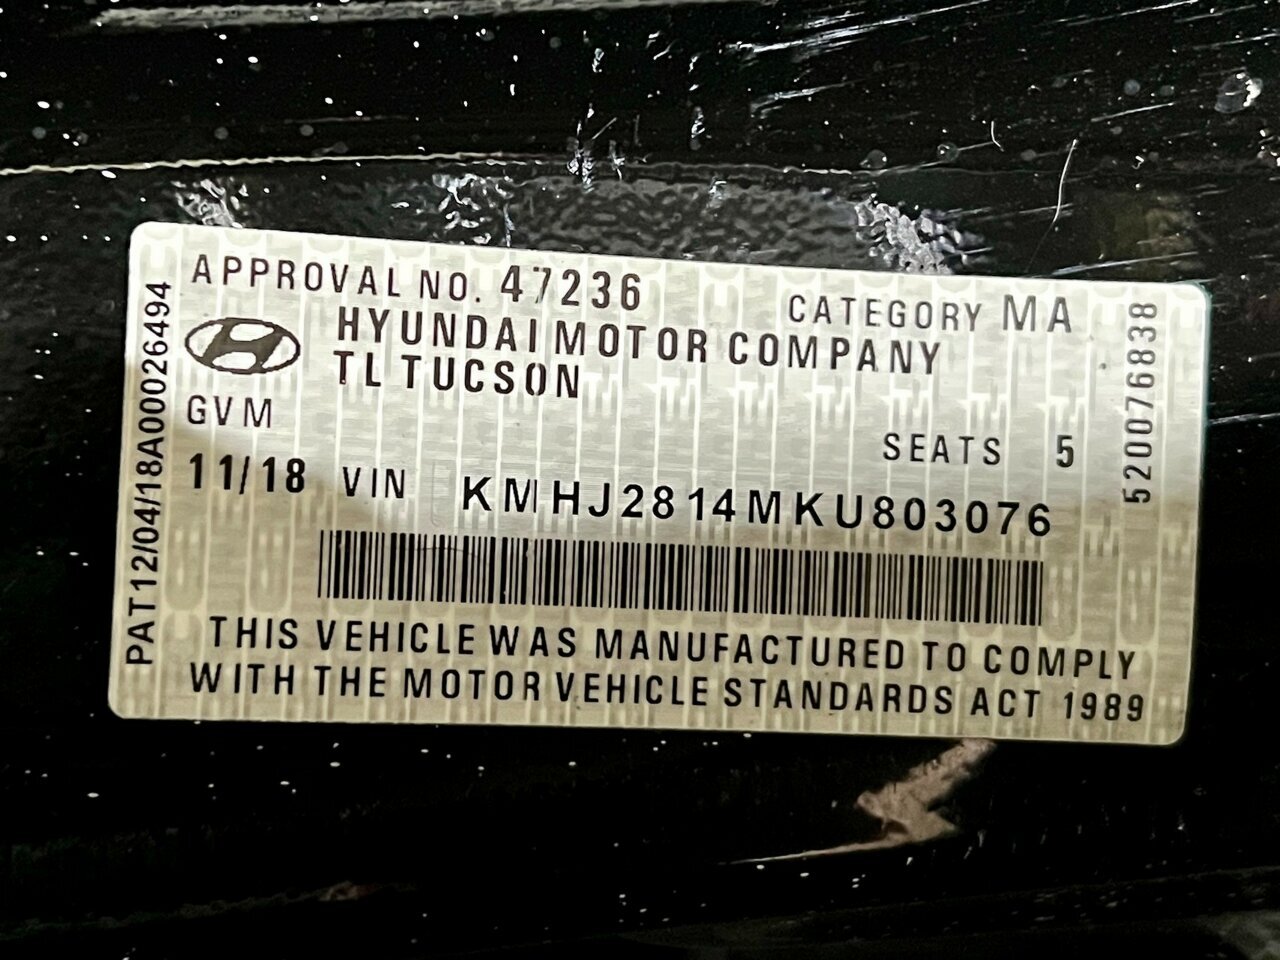 APPROVAL NO. 47236
CATEGORY MA
HYUNDAI MOTOR COMPANY
TL TUCSON
GVM
SEATS 5
11/18 VIN KMHJ2814MKU803076
THIS VEHICLE WAS MANUFACTURED TO COMPLY
WITH THE MOTOR VEHICLE STANDARDS ACT 1989
PAT12/04/18A00026494
520076838